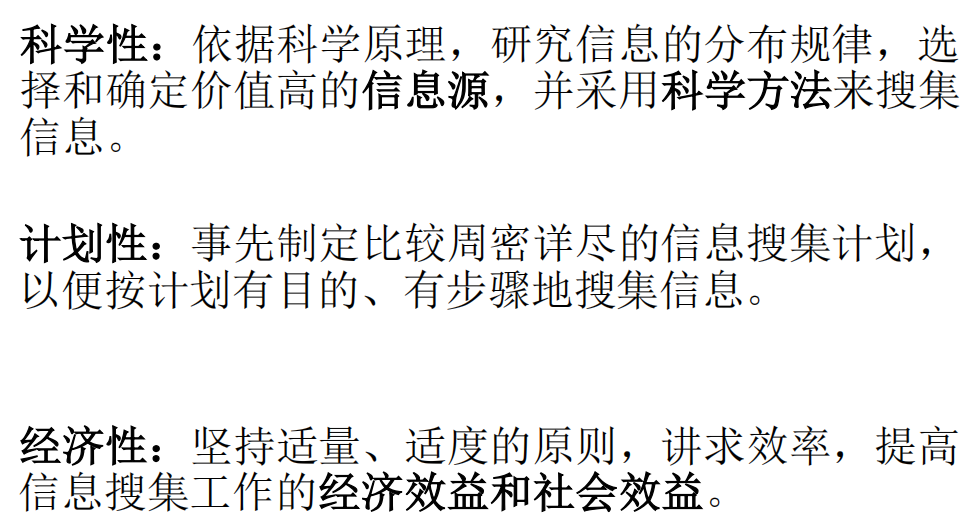 科学性：依据科学原理，研究信息的分布规律，选
择和确定价值高的信息源，并采用科学方法来搜集
信息。
计划性：事先制定比较周密详尽的信息搜集计划，
以便按计划有目的、有步骤地搜集信息。
经济性：坚持适量、适度的原则，讲求效率，提高
信息搜集工作的经济效益和社会效益。